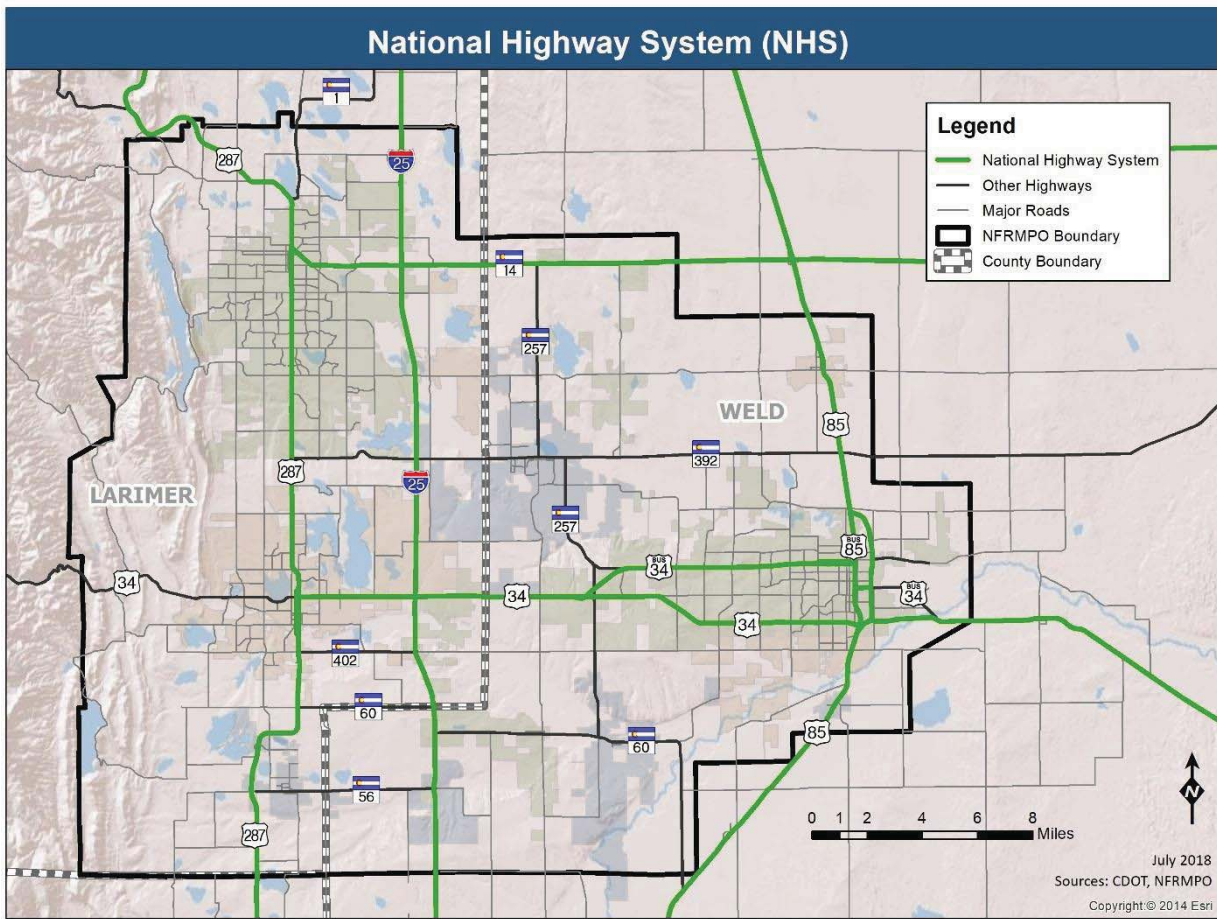 National Highway System (NHS)
1
287
25
Legend
National Highway System
Other Highways
Major Roads
NFRMPO Boundary
County Boundary
14
257
WELD
85
392
287
25
LARIMER
257
BUS
85
34
BUS
34
34
BUS
34
34
402
60
85
60
56
287
0 1 2 4 6 8
Miles
N
July 2018
Sources: CDOT, NFRMPO
Copyright:© 2014 Esri